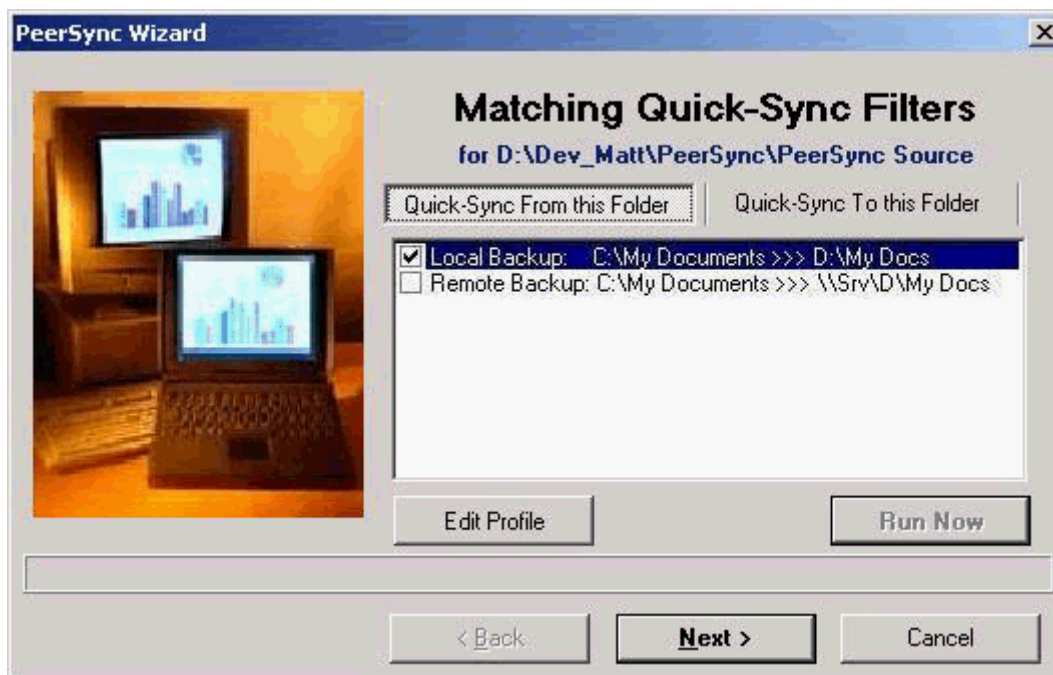 PeerSync Wizard
Matching Quick-Sync Filters
for D:\Dev_Matt\PeerSync\PeerSync Source
Quick-Sync From this Folder
Quick-Sync To this Folder
Local Backup: C:\My Documents >>> D:\My Docs
Remote Backup: C:\My Documents >>> \\Srv\D\My Docs
Edit Profile
Run Now
< Back
Next >
Cancel